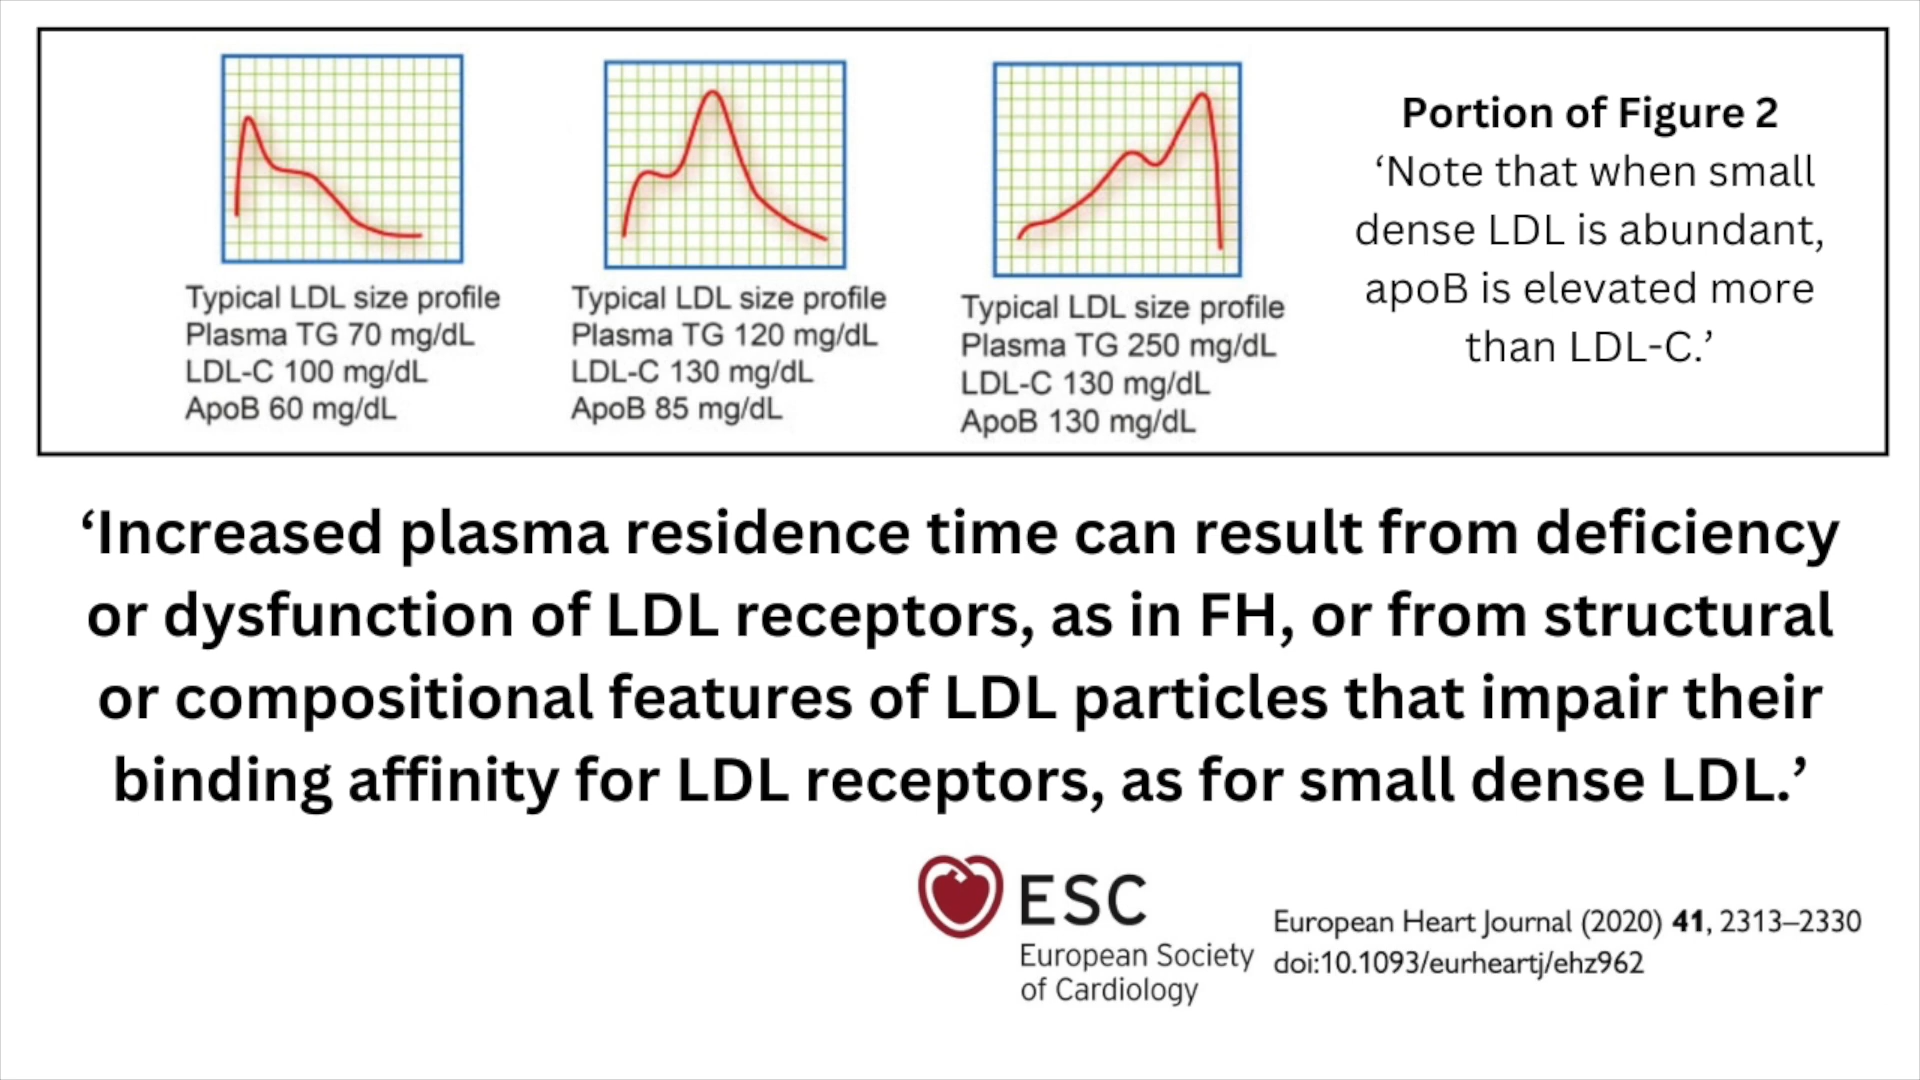 Typical LDL size profile
Plasma TG 70 mg/dL
LDL-C 100 mg/dL
ApoB 60 mg/dL
Typical LDL size profile
Plasma TG 120 mg/dL
LDL-C 130 mg/dL
ApoB 85 mg/dL
Typical LDL size profile
Plasma TG 250 mg/dL
LDL-C 130 mg/dL
ApoB 130 mg/dL
Portion of Figure 2
‘Note that when small
dense LDL is abundant,
apoB is elevated more
than LDL-C.’
‘Increased plasma residence time can result from deficiency
or dysfunction of LDL receptors, as in FH, or from structural
or compositional features of LDL particles that impair their
binding affinity for LDL receptors, as for small dense LDL.’
ESC
European Society
of Cardiology
European Heart Journal (2020) 41, 2313–2330
doi:10.1093/eurheartj/ehz962